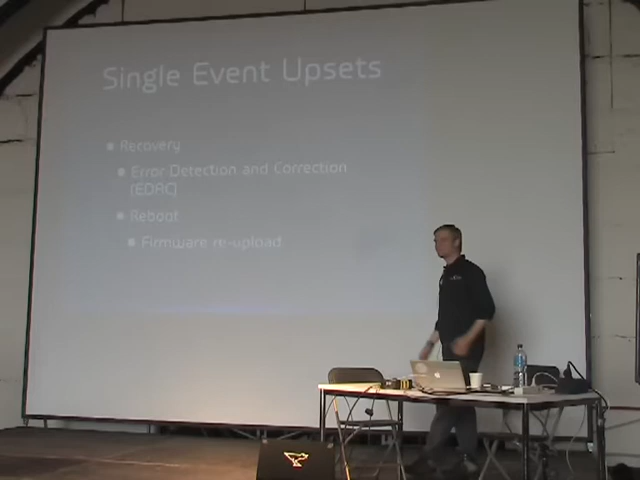 Single Event Upsets
Recovery
Error Detection and Correction
(EDAC)
Reboot
Firmware re-upload